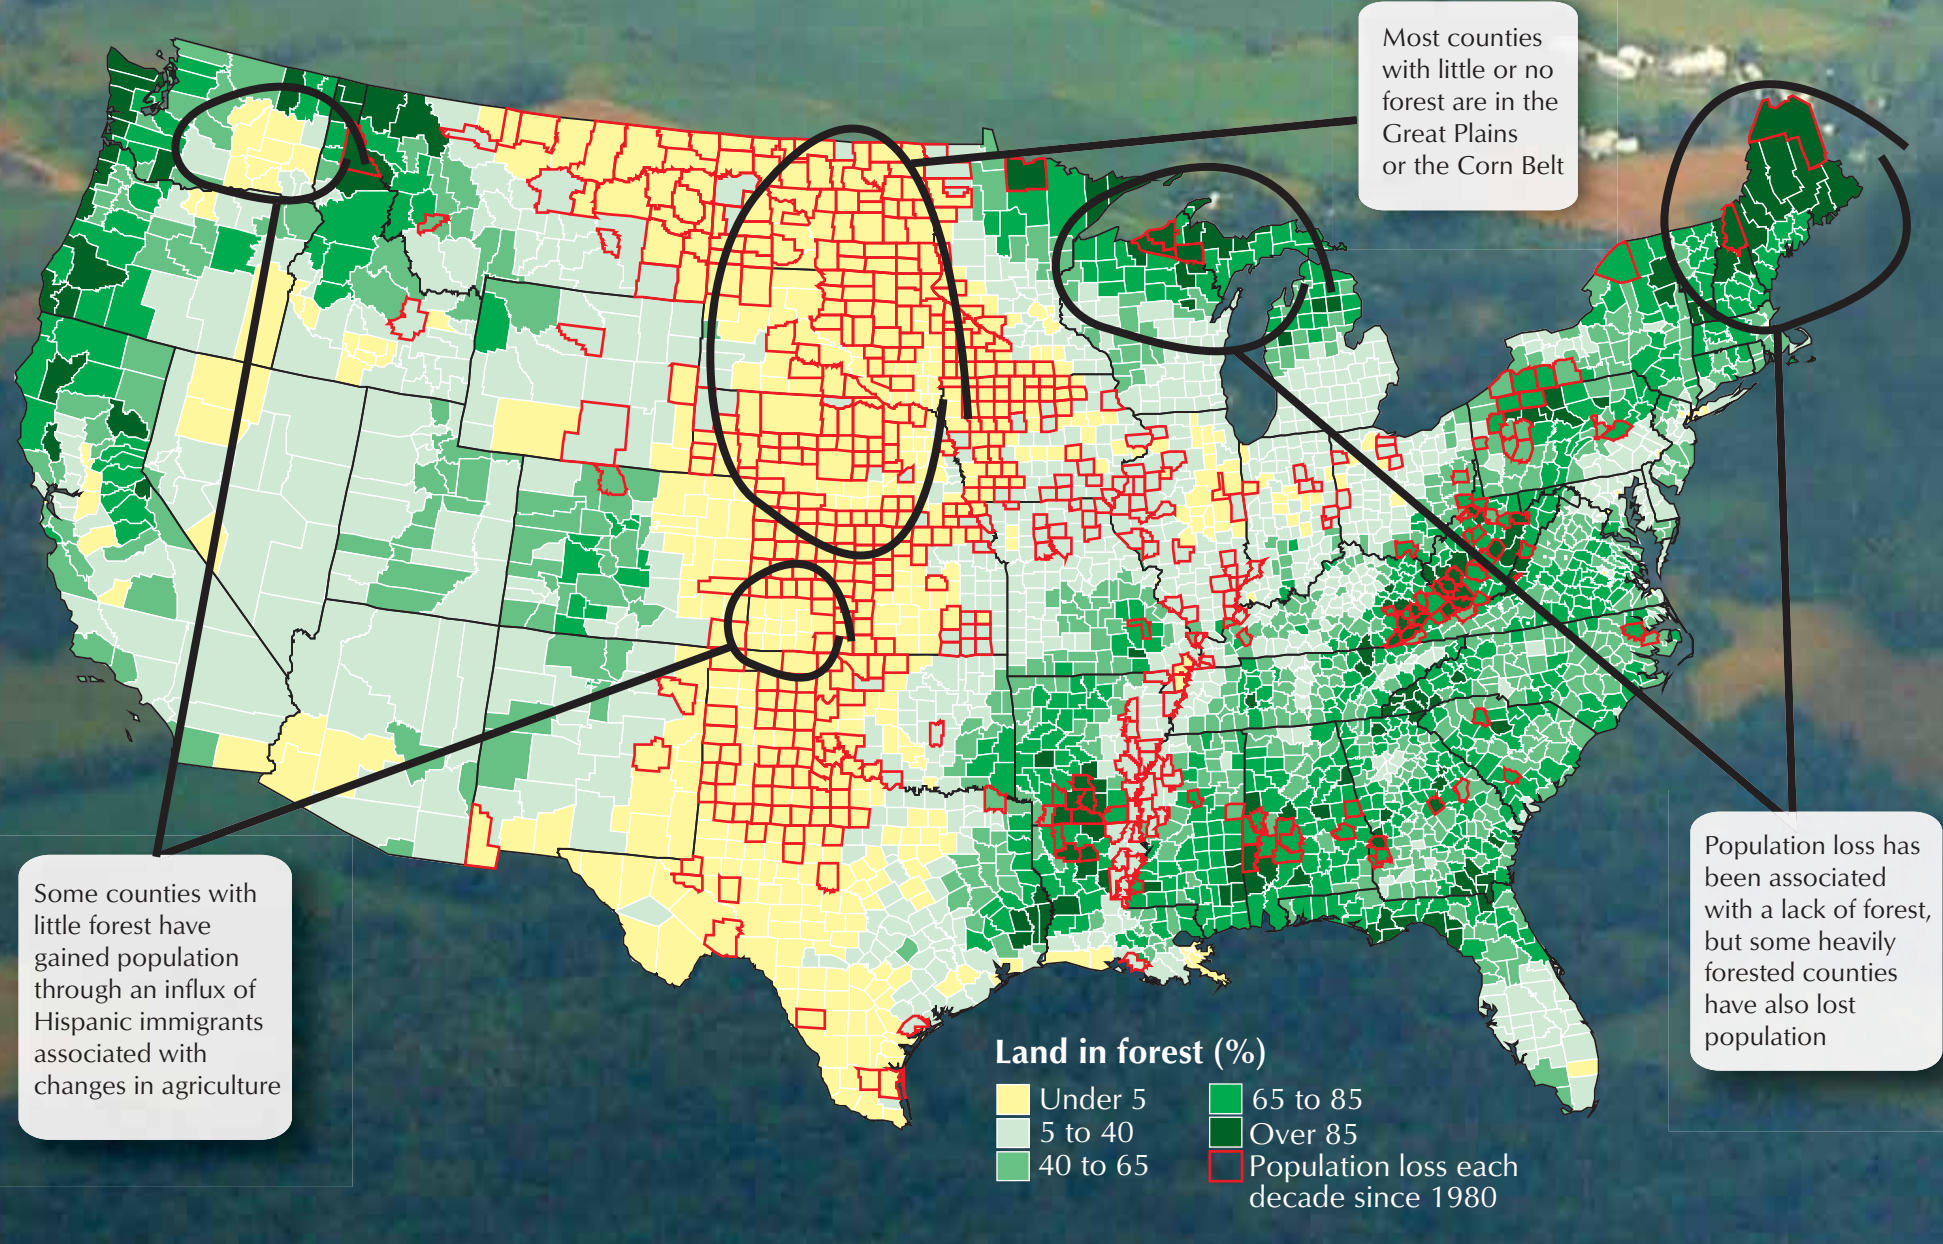 Most counties
with little or no
forest are in the
Great Plains
or the Corn Belt
Some counties with
little forest have
gained population
through an influx of
Hispanic immigrants
associated with
changes in agriculture
Population loss has
been associated
with a lack of forest,
but some heavily
forested counties
have also lost
population
Land in forest (%)
Under 5
5 to 40
40 to 65
65 to 85
Over 85
Population loss each
decade since 1980